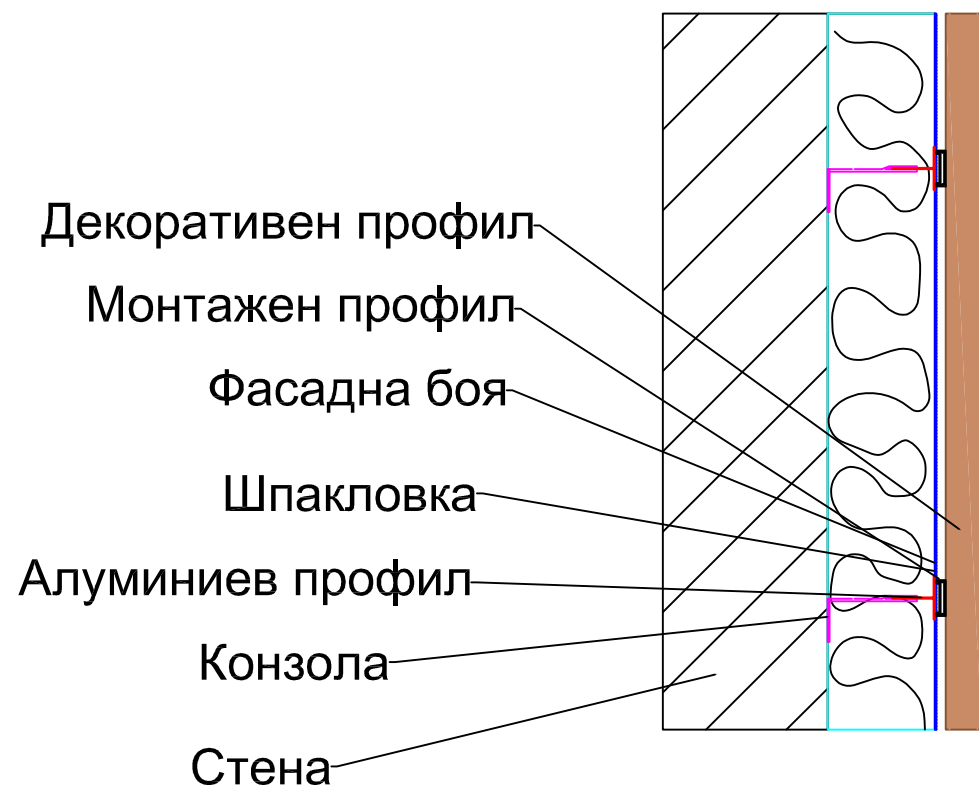 Декоративен профил
Монтажен профил
Фасадна боя
Шпакловка
Алуминиев профил
Конзола
Стена